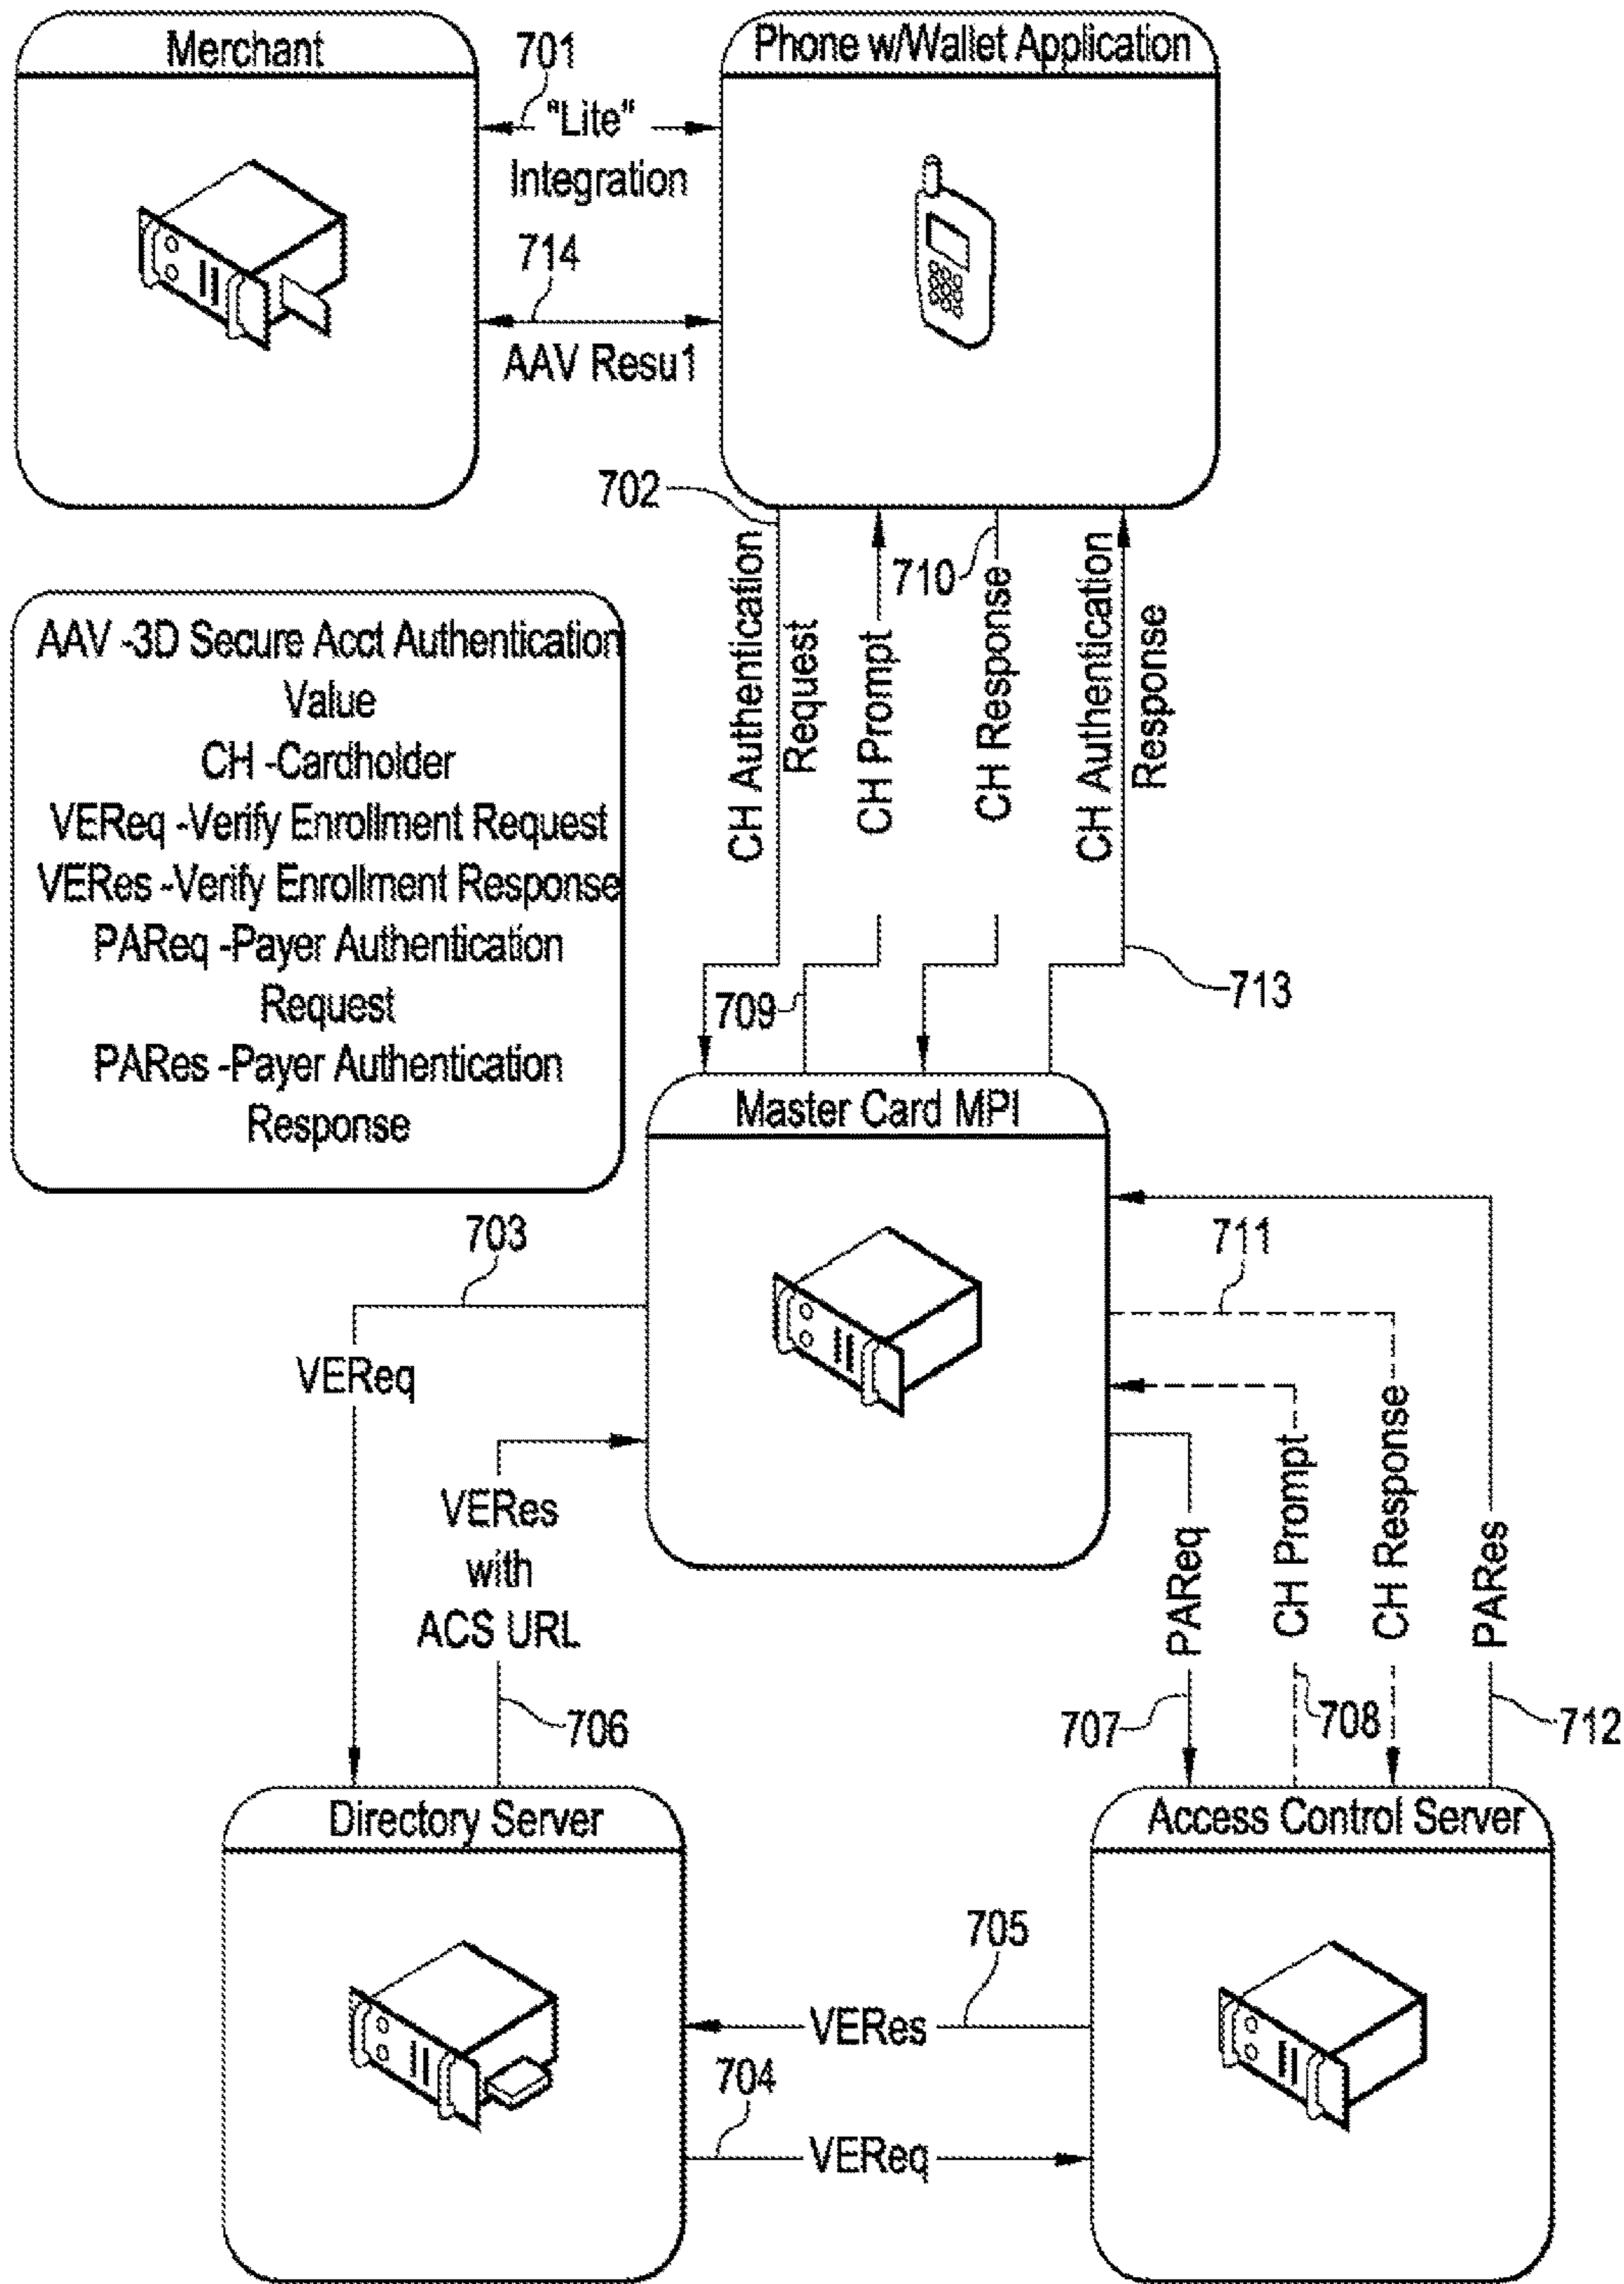 Merchant
701
"Lite"
Integration
714
AAV Resu1
Phone w/Wallet Application
702
CH Authentication
Request
CH Prompt
710
CH Response
CH Authentication
Response
709
713
AAV -3D Secure Acct Authentication
Value
CH -Cardholder
VEReq -Verify Enrollment Request
VERes -Verify Enrollment Response
PAReq -Payer Authentication
Request
PARes -Payer Authentication
Response
Master Card MPI
703
VEReq
VERes
with
ACS URL
706
711
PAReq
CH Prompt
CH Response
PARes
707
708
712
Directory Server
Access Control Server
705
VERes
704
VEReq